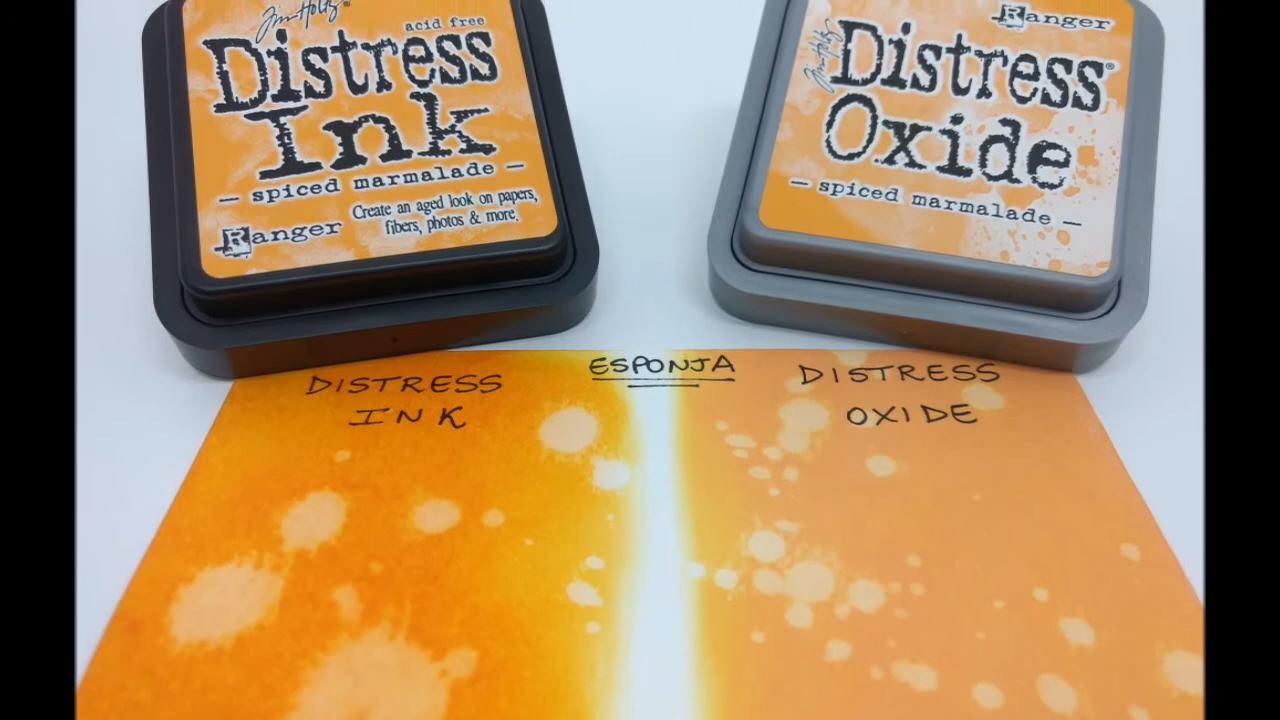 Tim Holtz®
acid free
Distress
Ink
— spiced marmalade —
Create an aged look on papers,
fibers, photos & more.
Ranger
Ranger
Tim Holtz
Distress®
Oxide
— spiced marmalade —
ESPONJA
DISTRESS
INK
DISTRESS
OXIDE